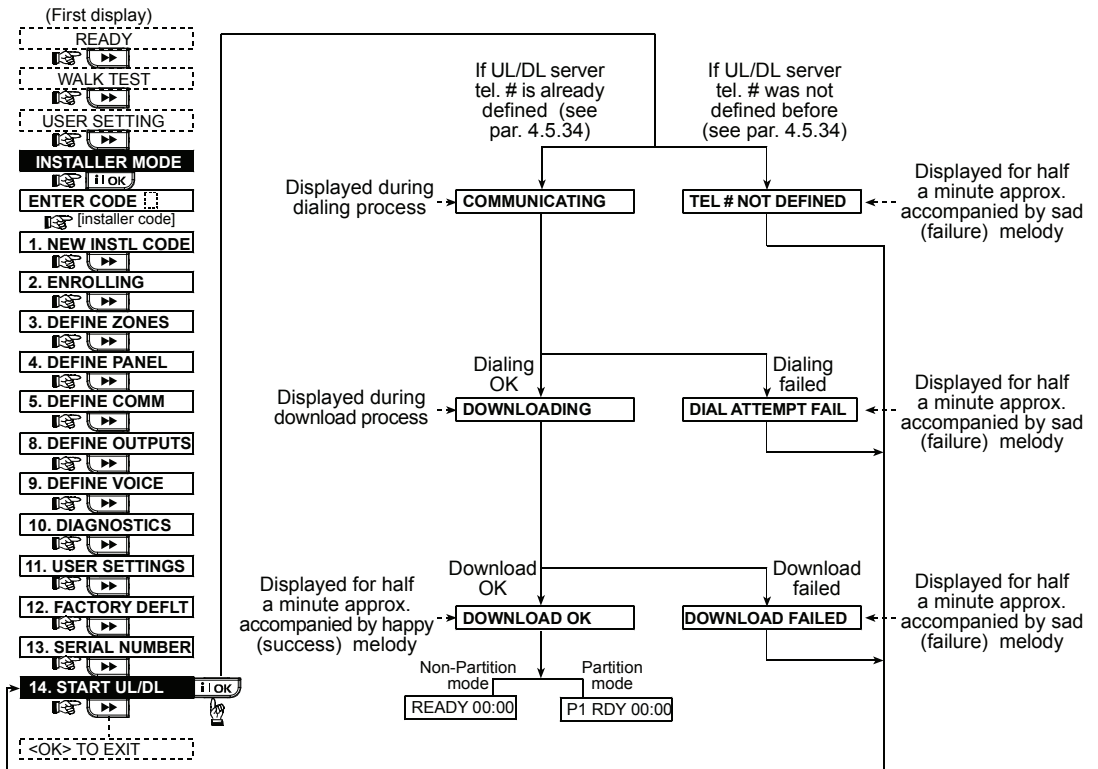 (First display)
READY
WALK TEST
USER SETTING
INSTALLER MODE
i OK
ENTER CODE
[installer code]
1. NEW INSTL CODE
2. ENROLLING
3. DEFINE ZONES
4. DEFINE PANEL
5. DEFINE COMM
8. DEFINE OUTPUTS
9. DEFINE VOICE
10. DIAGNOSTICS
11. USER SETTINGS
12. FACTORY DEFLT
13. SERIAL NUMBER
14. START UL/DL
i OK
<OK> TO EXIT
If UL/DL server
tel. # is already
defined (see
par. 4.5.34)
If UL/DL server
tel. # was not
defined before
(see par. 4.5.34)
Displayed during
dialing process
COMMUNICATING
TEL # NOT DEFINED
Displayed for half
a minute approx.
accompanied by sad
(failure) melody
Dialing
OK
Dialing
failed
Displayed during
download process
DOWNLOADING
DIAL ATTEMPT FAIL
Displayed for half
a minute approx.
accompanied by sad
(failure) melody
Download
OK
Download
failed
Displayed for half
a minute approx.
accompanied by happy
(success) melody
DOWNLOAD OK
DOWNLOAD FAILED
Displayed for half
a minute approx.
accompanied by sad
(failure) melody
Non-Partition
mode
Partition
mode
READY 00:00
P1 RDY 00:00